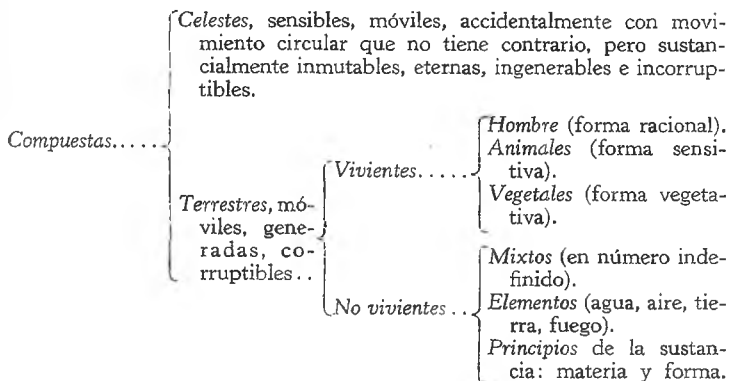 Celestes, sensibles, móviles, accidentalmente con movi-
miento circular que no tiene contrario, pero sustan-
cialmente inmutables, eternas, ingenerables e incorrup-
tibles.
Compuestas.....
Terrestres, mó-
viles, gene-
radas, co-
rruptibles..
Vivientes.....
Hombre (forma racional).
Animales (forma sensi-
tiva).
Vegetales (forma vegeta-
tiva).
No vivientes..
Mixtos (en número inde-
finido).
Elementos (agua, aire, tie-
rra, fuego).
Principios de la sustan-
cia: materia y forma.